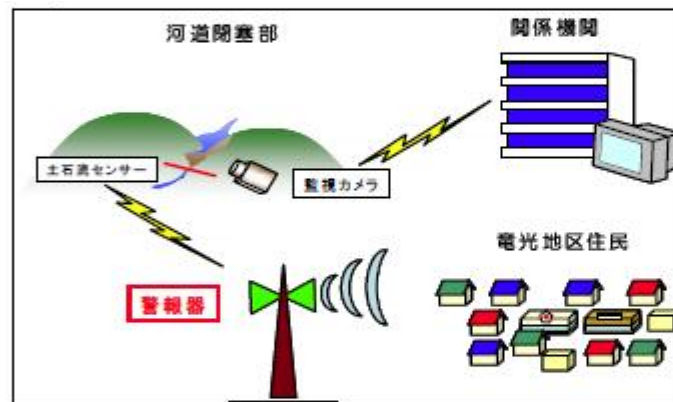 河道閉塞部
関係機関
土石流センサー
監視カメラ
竜光地区住民
警報器